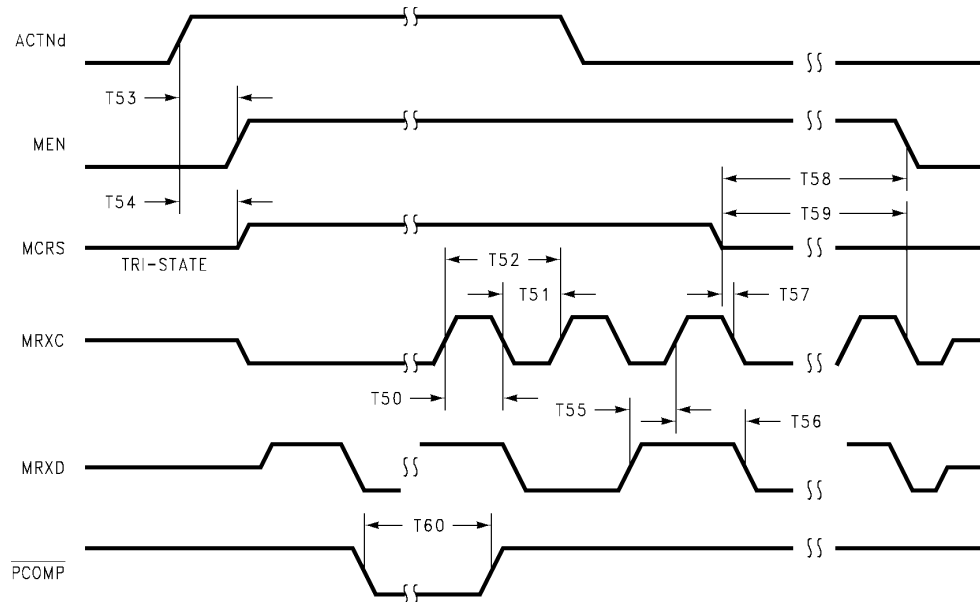 ACTNd
T53
MEN
T58
T54
T59
MCRS
TRI-STATE
T52
T51
T57
MRXC
T50
T55
T56
MRXD
T60
PCOMP